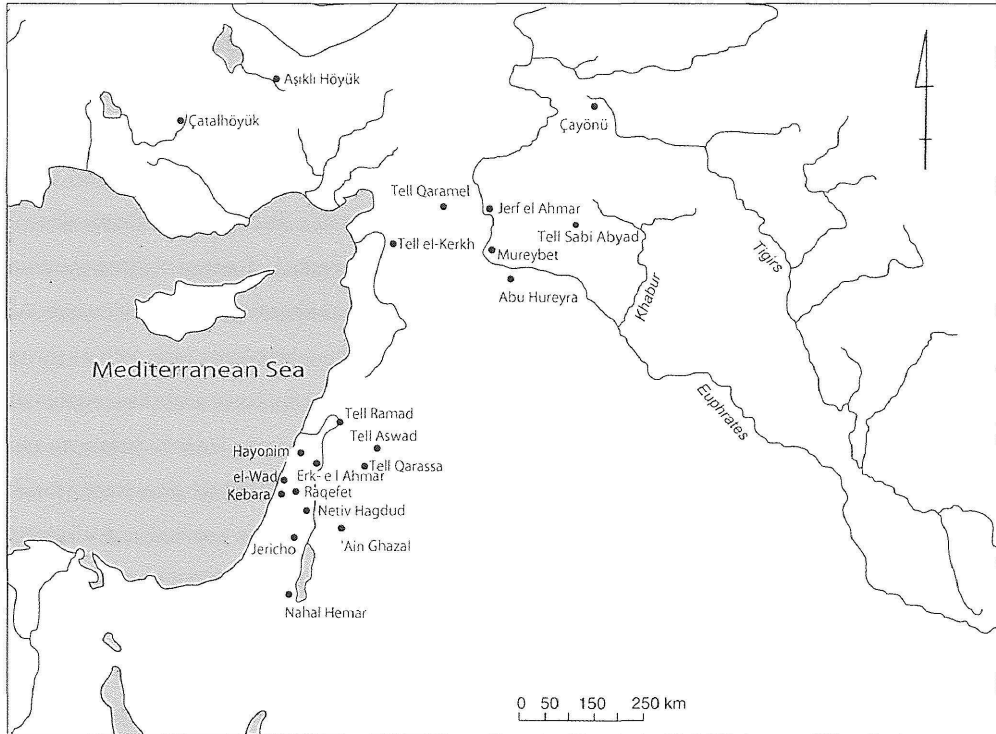 Aşıklı Höyük
Çatalhöyük
Çayönü
Tell Qaramel
Jerf el Ahmar
Tell Sabi Abyad
Tell el-Kerkh
Mureybet
Abu Hureyra
Khabur
Tigirs
Mediterranean Sea
Euphrates
Tell Ramad
Tell Aswad
Hayonim
Tell Qarassa
el-Wad
Erk- e l Ahmar
Kebara
Raqefet
Netiv Hagdud
Jericho
'Ain Ghazal
Nahal Hemar
0 50 150 250 km